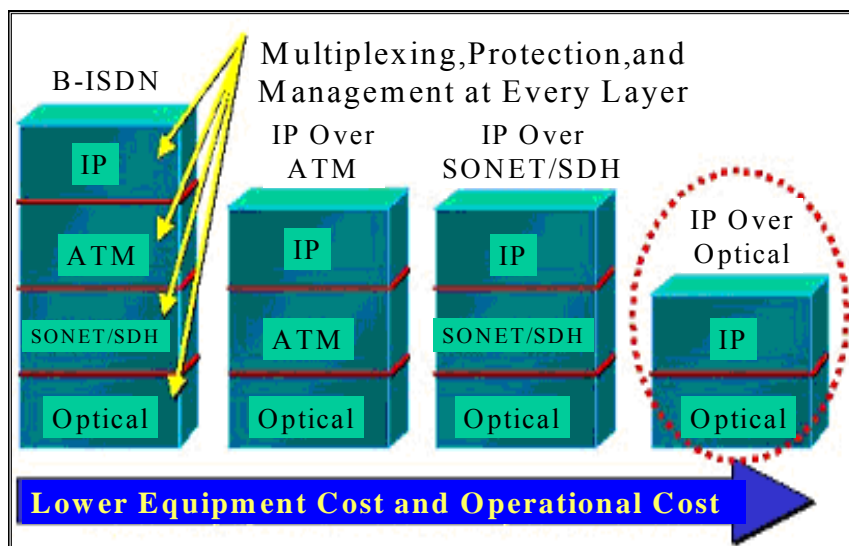 Multiplexing,Protection,and
Management at Every Layer
B-ISDN
IP
ATM
SONET/SDH
Optical
IP Over
ATM
IP
ATM
Optical
IP Over
SONET/SDH
IP
SONET/SDH
Optical
IP Over
Optical
IP
Optical
Lower Equipment Cost and Operational Cost